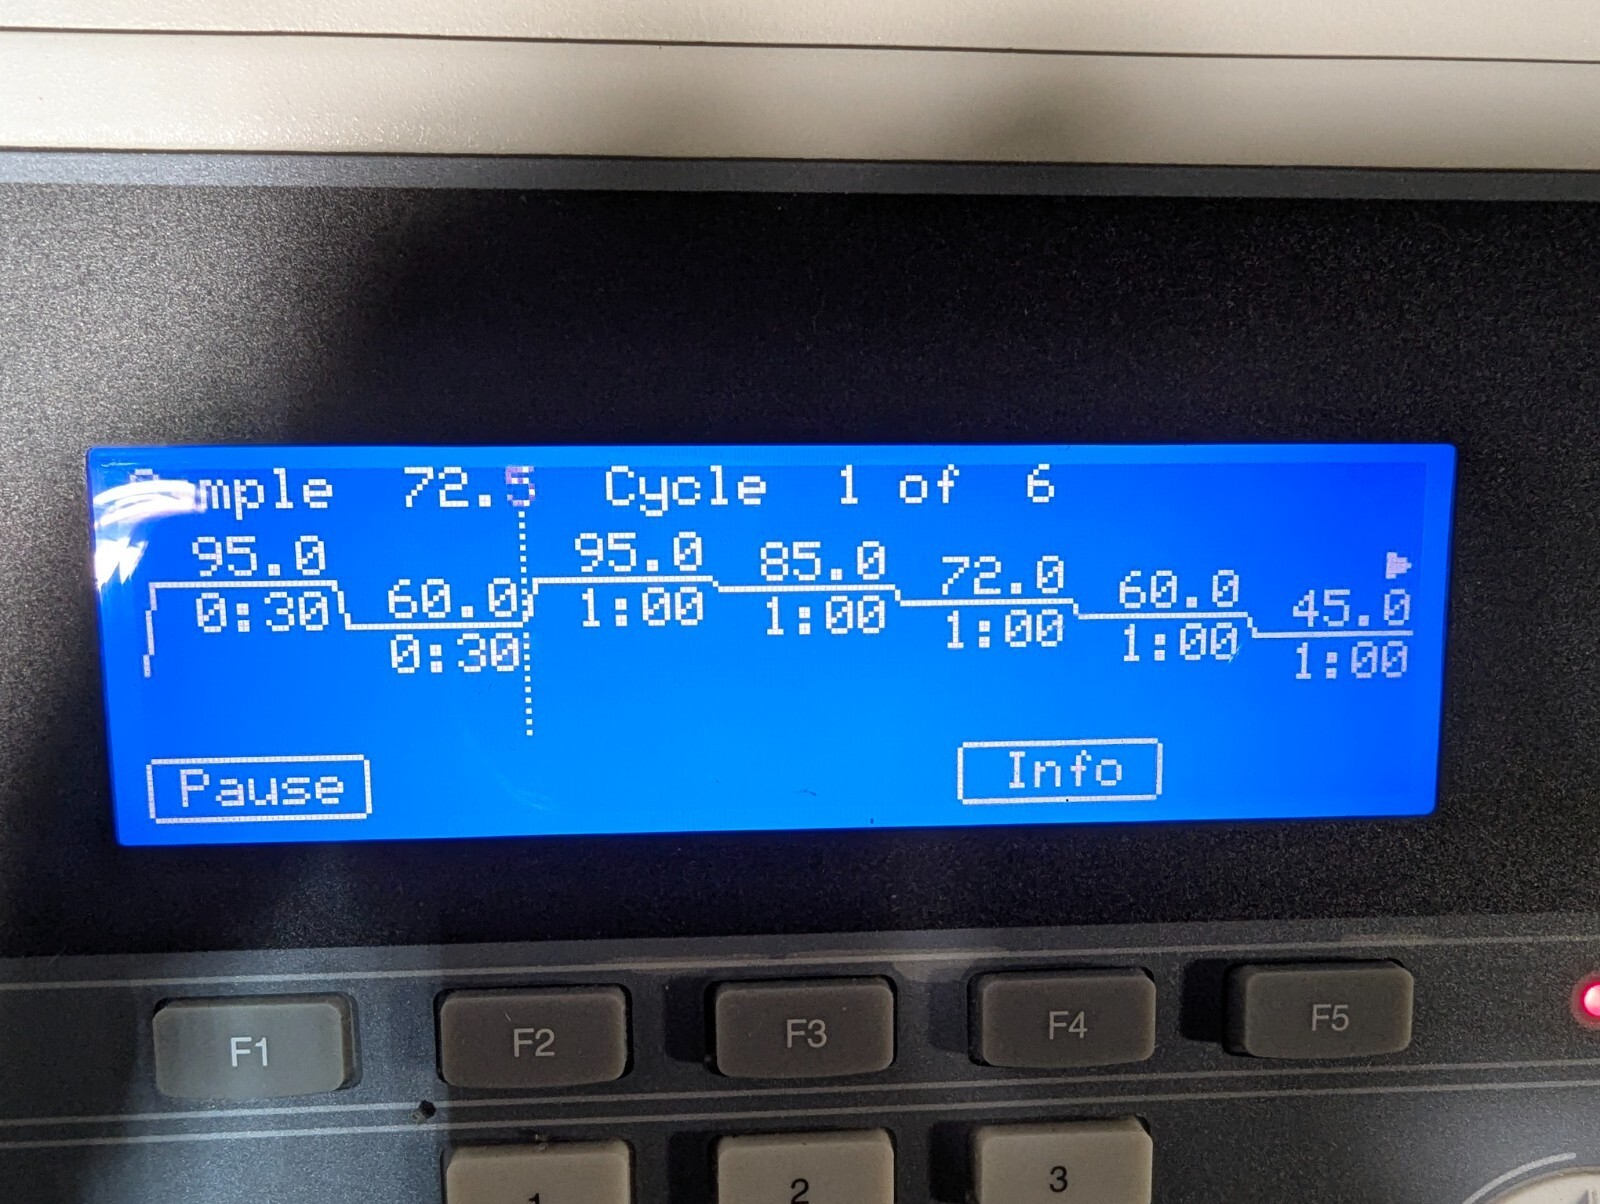 Sample 72.5 Cycle 1 of 6
95.0 60.0 95.0 85.0 72.0 60.0 45.0
0:30 0:30 1:00 1:00 1:00 1:00 1:00
Pause Info
F1 F2 F3 F4 F5
1 2 3